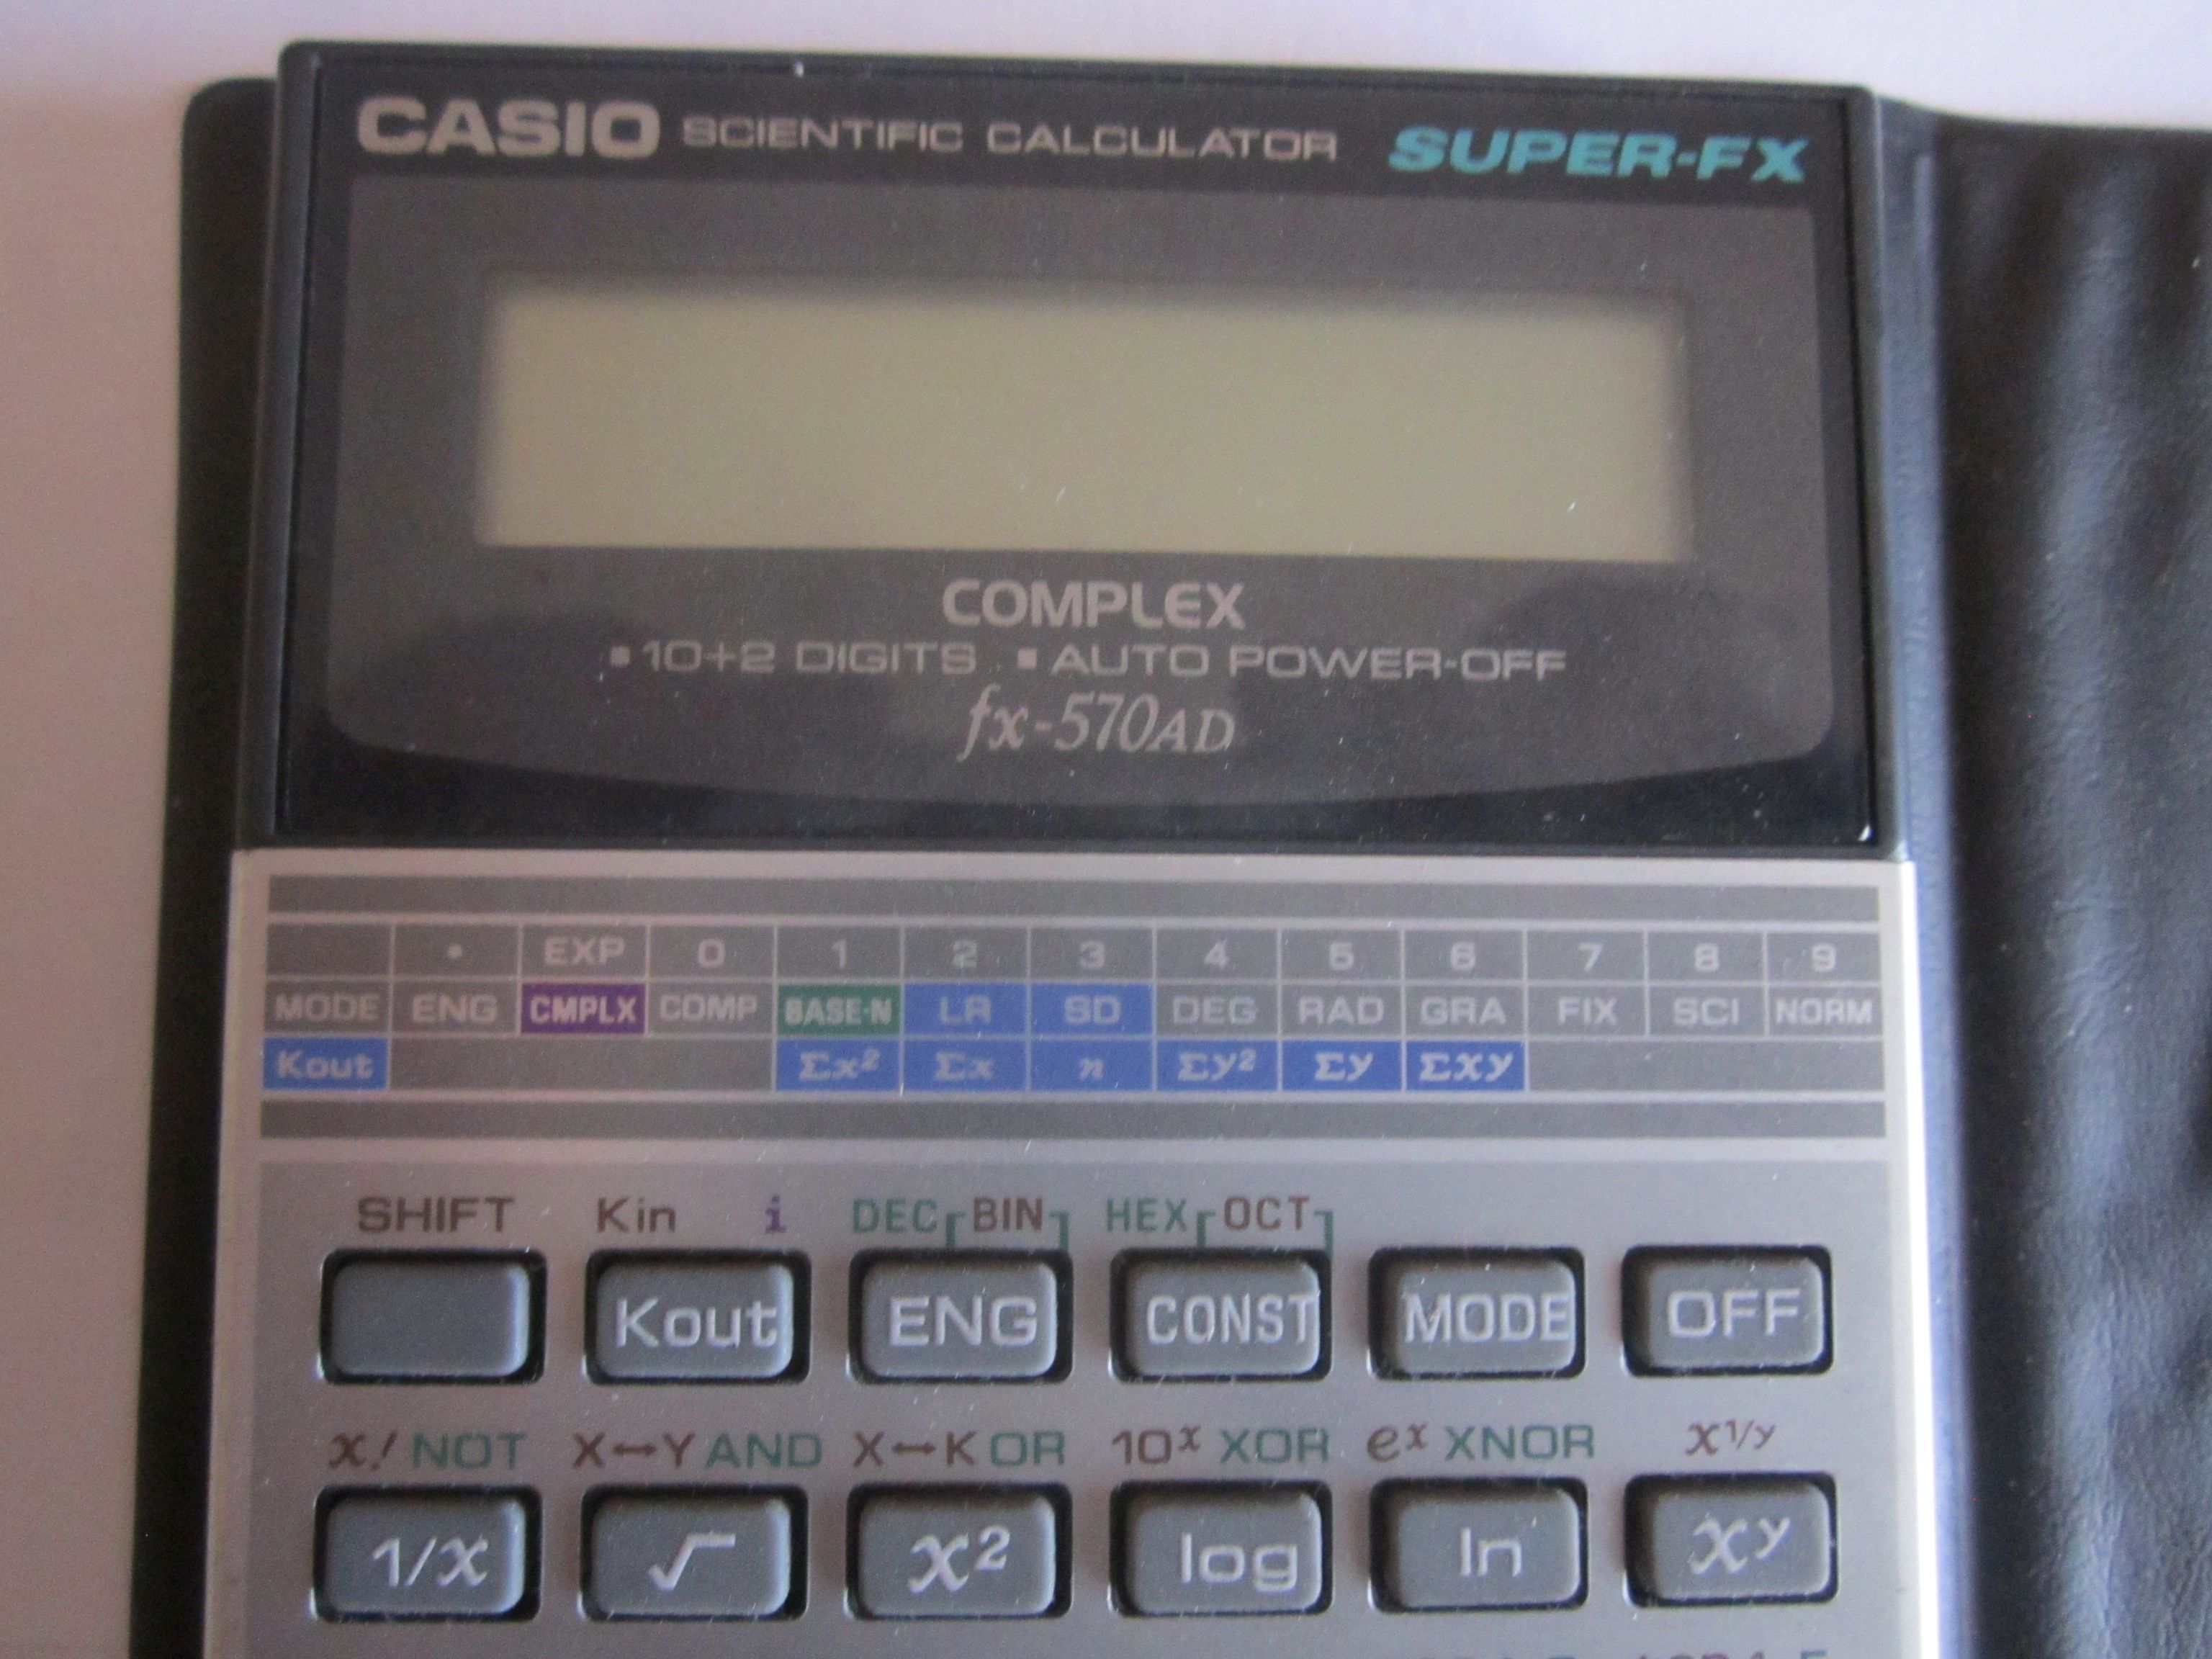 CASIO SCIENTIFIC CALCULATOR SUPER-FX
COMPLEX
▪10+2 DIGITS ▪AUTO POWER-OFF
fx-570AD
• EXP 0 1 2 3 4 5 6 7 8 9
MODE ENG CMPLX COMP BASE-N LR SD DEG RAD GRA FIX SCI NORM
Kout Σx² Σx n Σy² Σy Σxy
SHIFT Kin i DEC BIN HEX OCT
Kout ENG CONST MODE OFF
x! NOT X↔Y AND X↔K OR 10ˣ XOR eˣ XNOR x¹/ʸ
1/x √ x² log ln xʸ